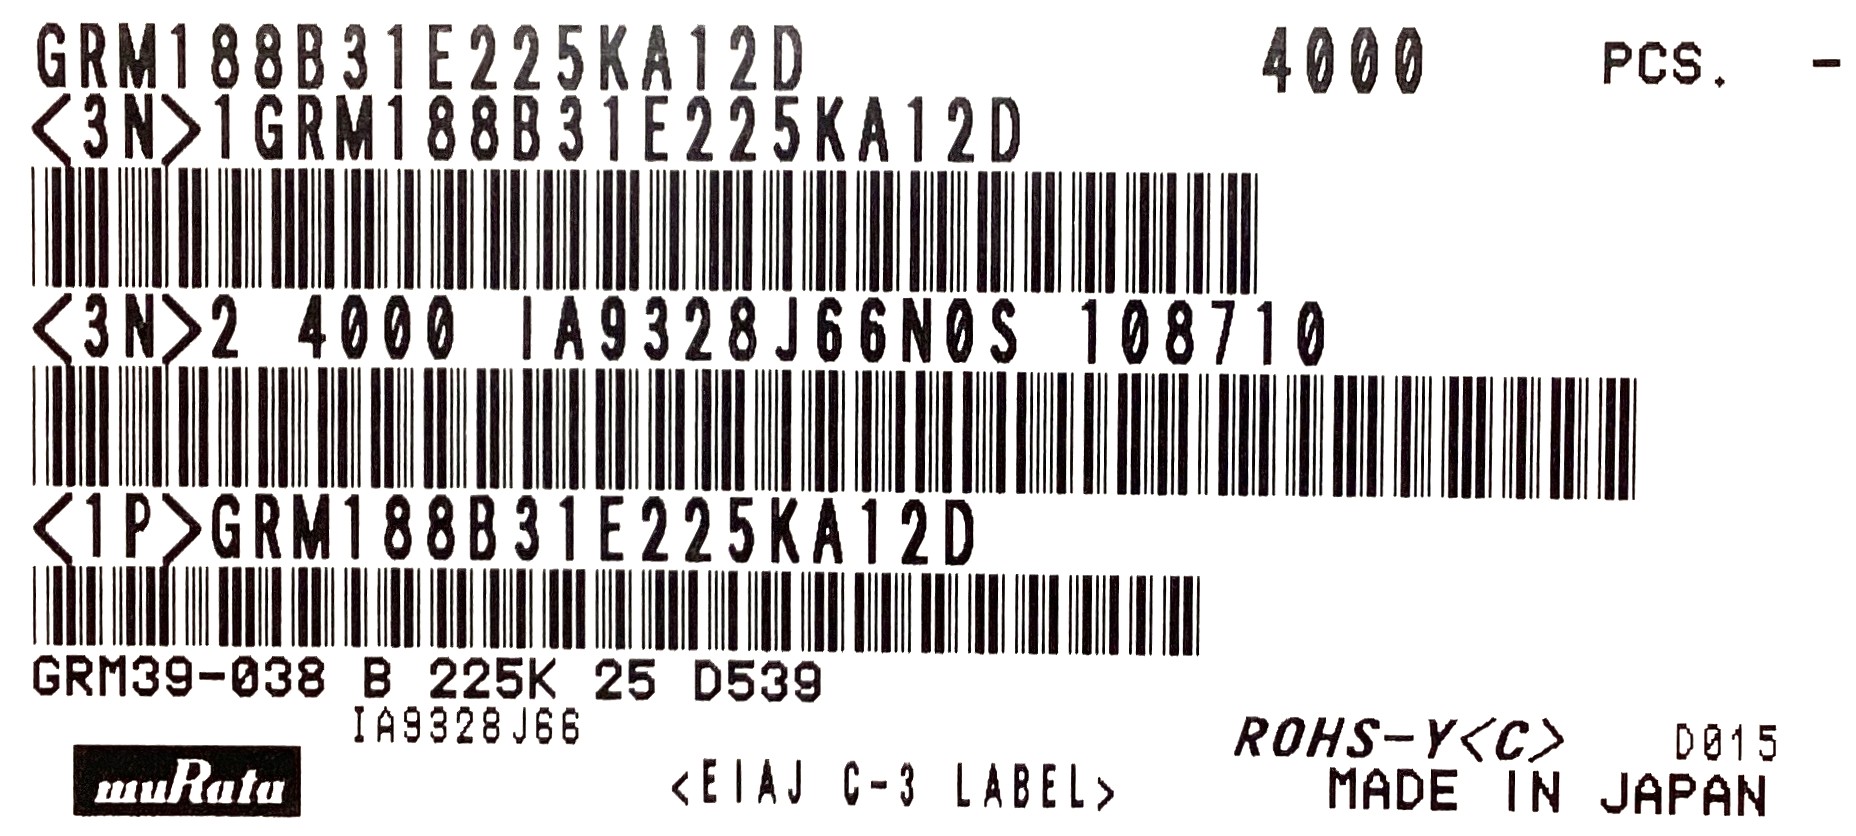 GRM188B31E225KA12D 4000 PCS. -
<3N>1GRM188B31E225KA12D
<3N>2 4000 IA9328J66N0S 108710
<1P>GRM188B31E225KA12D
GRM39-038 B 225K 25 D539
IA9328J66
ROHS-Y<C> D015
muRata
<EIAJ C-3 LABEL>
MADE IN JAPAN